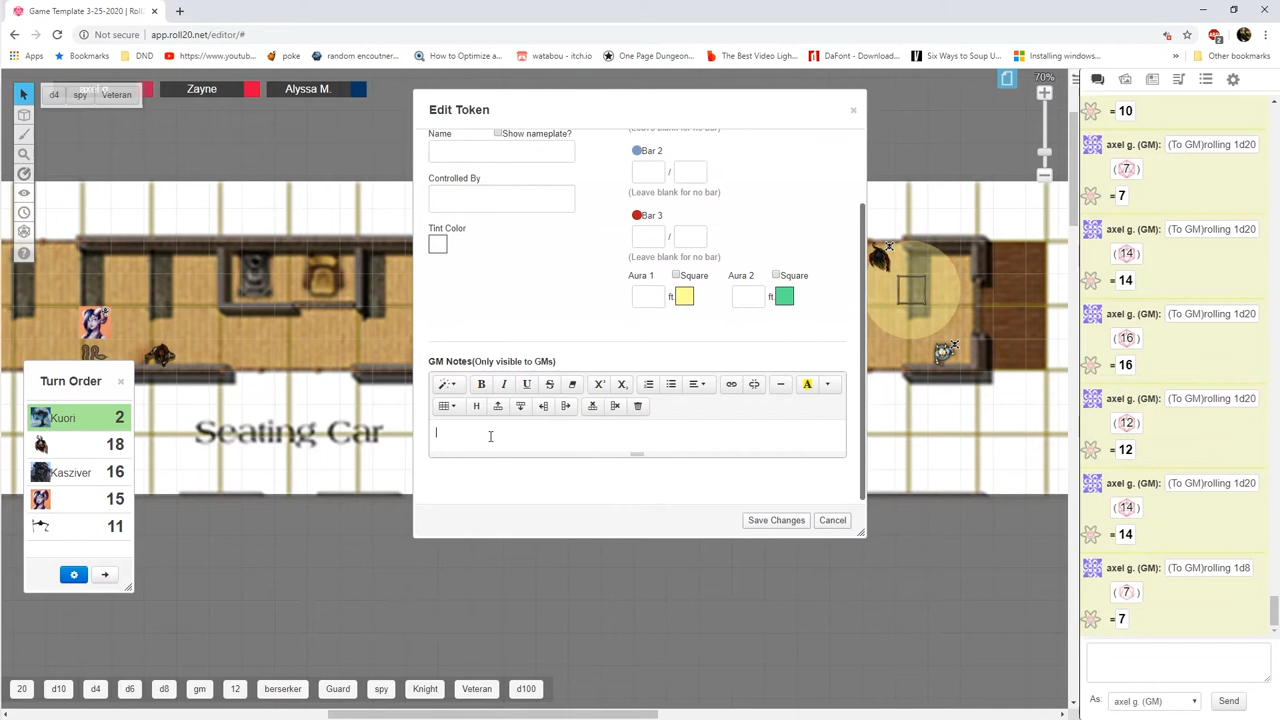 Game Template 3-25-2020 | Roll2
Not secure | app.roll20.net/editor/#
Apps Bookmarks DND https://www.youtube... poke random encoutner... How to Optimize a... watabou - itch.io One Page Dungeon... The Best Video Ligh... DaFont - Download... Six Ways to Soup U... Installing windows... Other bookmarks
d4 spy Veteran
Zayne
Alyssa M.
70%
Edit Token
Name Show nameplate?
Controlled By
Tint Color
(Leave blank for no bar)
Bar 2
/
(Leave blank for no bar)
Bar 3
/
(Leave blank for no bar)
Aura 1 Square Aura 2 Square
ft. ft.
GM Notes(Only visible to GMs)
B I U S X² X₂ A
H
Save Changes Cancel
Seating Car
Turn Order
Kuori 2
18
Kasziver 16
15
11
20 d10 d4 d6 d8 gm 12 berserker Guard spy Knight Veteran d100
= 10
axel g. (GM): (To GM)rolling 1d20
(7)
= 7
axel g. (GM): (To GM)rolling 1d20
(14)
= 14
axel g. (GM): (To GM)rolling 1d20
(16)
= 16
axel g. (GM): (To GM)rolling 1d20
(12)
= 12
axel g. (GM): (To GM)rolling 1d20
(14)
= 14
axel g. (GM): (To GM)rolling 1d8
(7)
= 7
As: axel g. (GM) Send